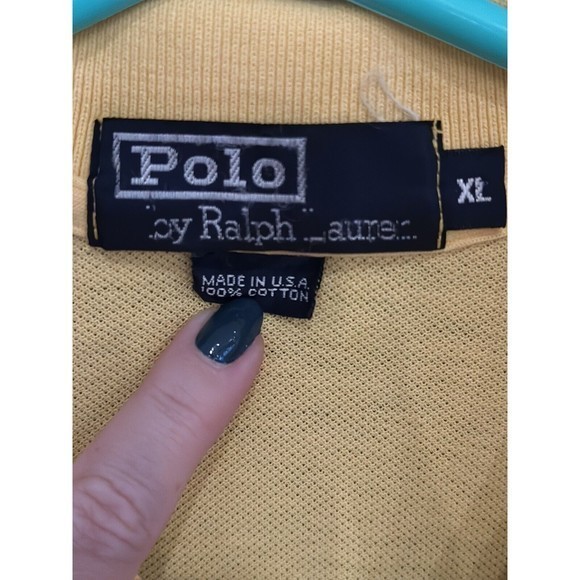 Polo
by Ralph Lauren
XL
MADE IN U.S.A.
100% COTTON